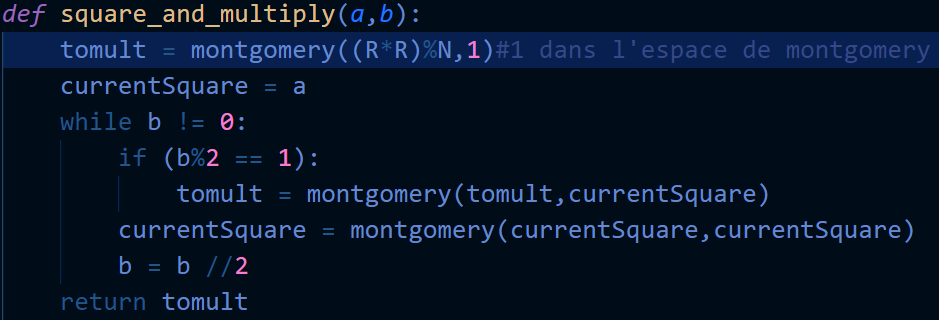 def square_and_multiply(a,b):
    tomult = montgomery((R*R)%N,1)#1 dans l'espace de montgomery
    currentSquare = a
    while b != 0:
        if (b%2 == 1):
            tomult = montgomery(tomult,currentSquare)
        currentSquare = montgomery(currentSquare,currentSquare)
        b = b //2
    return tomult